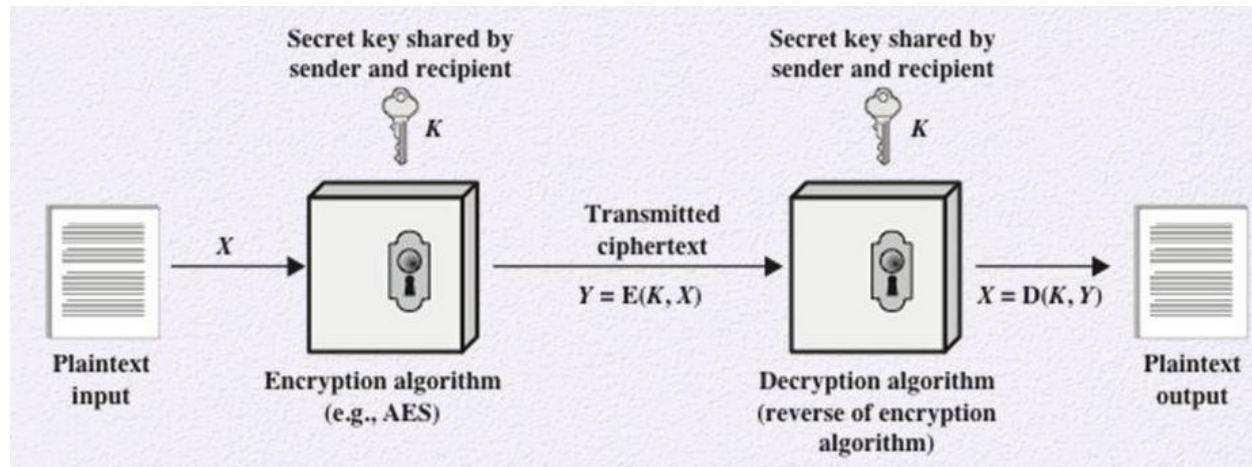 Secret key shared by
sender and recipient
K
Secret key shared by
sender and recipient
K
Plaintext
input
X
Encryption algorithm
(e.g., AES)
Transmitted
ciphertext
Y = E(K, X)
Decryption algorithm
(reverse of encryption
algorithm)
X = D(K, Y)
Plaintext
output